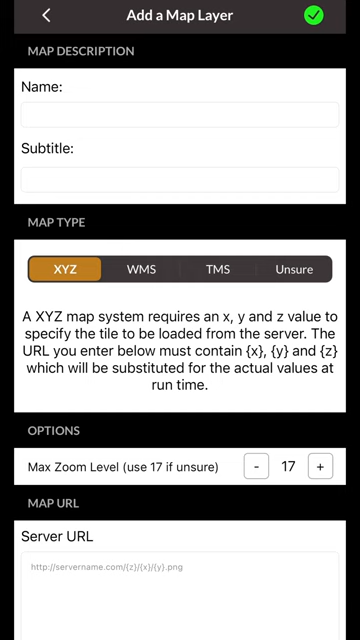 Add a Map Layer
MAP DESCRIPTION
Name:
Subtitle:
MAP TYPE
XYZ WMS TMS Unsure
A XYZ map system requires an x, y and z value to
specify the tile to be loaded from the server. The
URL you enter below must contain {x}, {y} and {z}
which will be substituted for the actual values at
run time.
OPTIONS
Max Zoom Level (use 17 if unsure) - 17 +
MAP URL
Server URL
http://servername.com/{z}/{x}/{y}.png